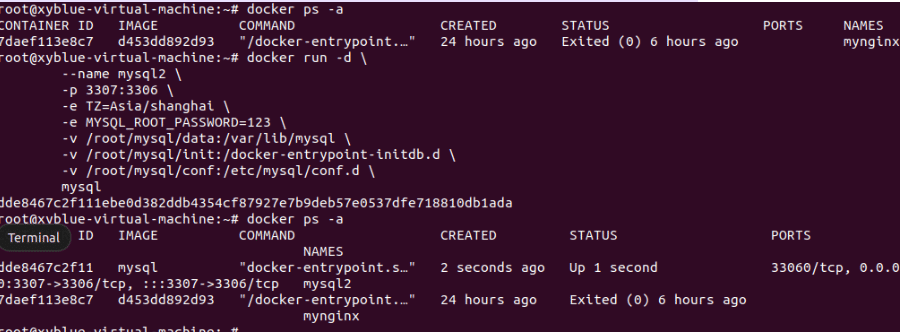 root@xyblue-virtual-machine:~# docker ps -a
CONTAINER ID   IMAGE          COMMAND                  CREATED        STATUS                     PORTS     NAMES
7daef113e8c7   d453dd892d93   "/docker-entrypoint.…"   24 hours ago   Exited (0) 6 hours ago               mynginx
root@xyblue-virtual-machine:~# docker run -d \
        --name mysql2 \
        -p 3307:3306 \
        -e TZ=Asia/shanghai \
        -e MYSQL_ROOT_PASSWORD=123 \
        -v /root/mysql/data:/var/lib/mysql \
        -v /root/mysql/init:/docker-entrypoint-initdb.d \
        -v /root/mysql/conf:/etc/mysql/conf.d \
        mysql
dde8467c2f111ebe0d382ddb4354cf87927e7b9deb57e0537dfe718810db1ada
root@xyblue-virtual-machine:~# docker ps -a
Terminal ID   IMAGE          COMMAND                  CREATED         STATUS                   PORTS
                                       NAMES
dde8467c2f11   mysql          "docker-entrypoint.s…"   2 seconds ago   Up 1 second              33060/tcp, 0.0.0
0:3307->3306/tcp, :::3307->3306/tcp   mysql2
7daef113e8c7   d453dd892d93   "/docker-entrypoint.…"   24 hours ago    Exited (0) 6 hours ago
                                       mynginx
root@xyblue-virtual-machine:~#